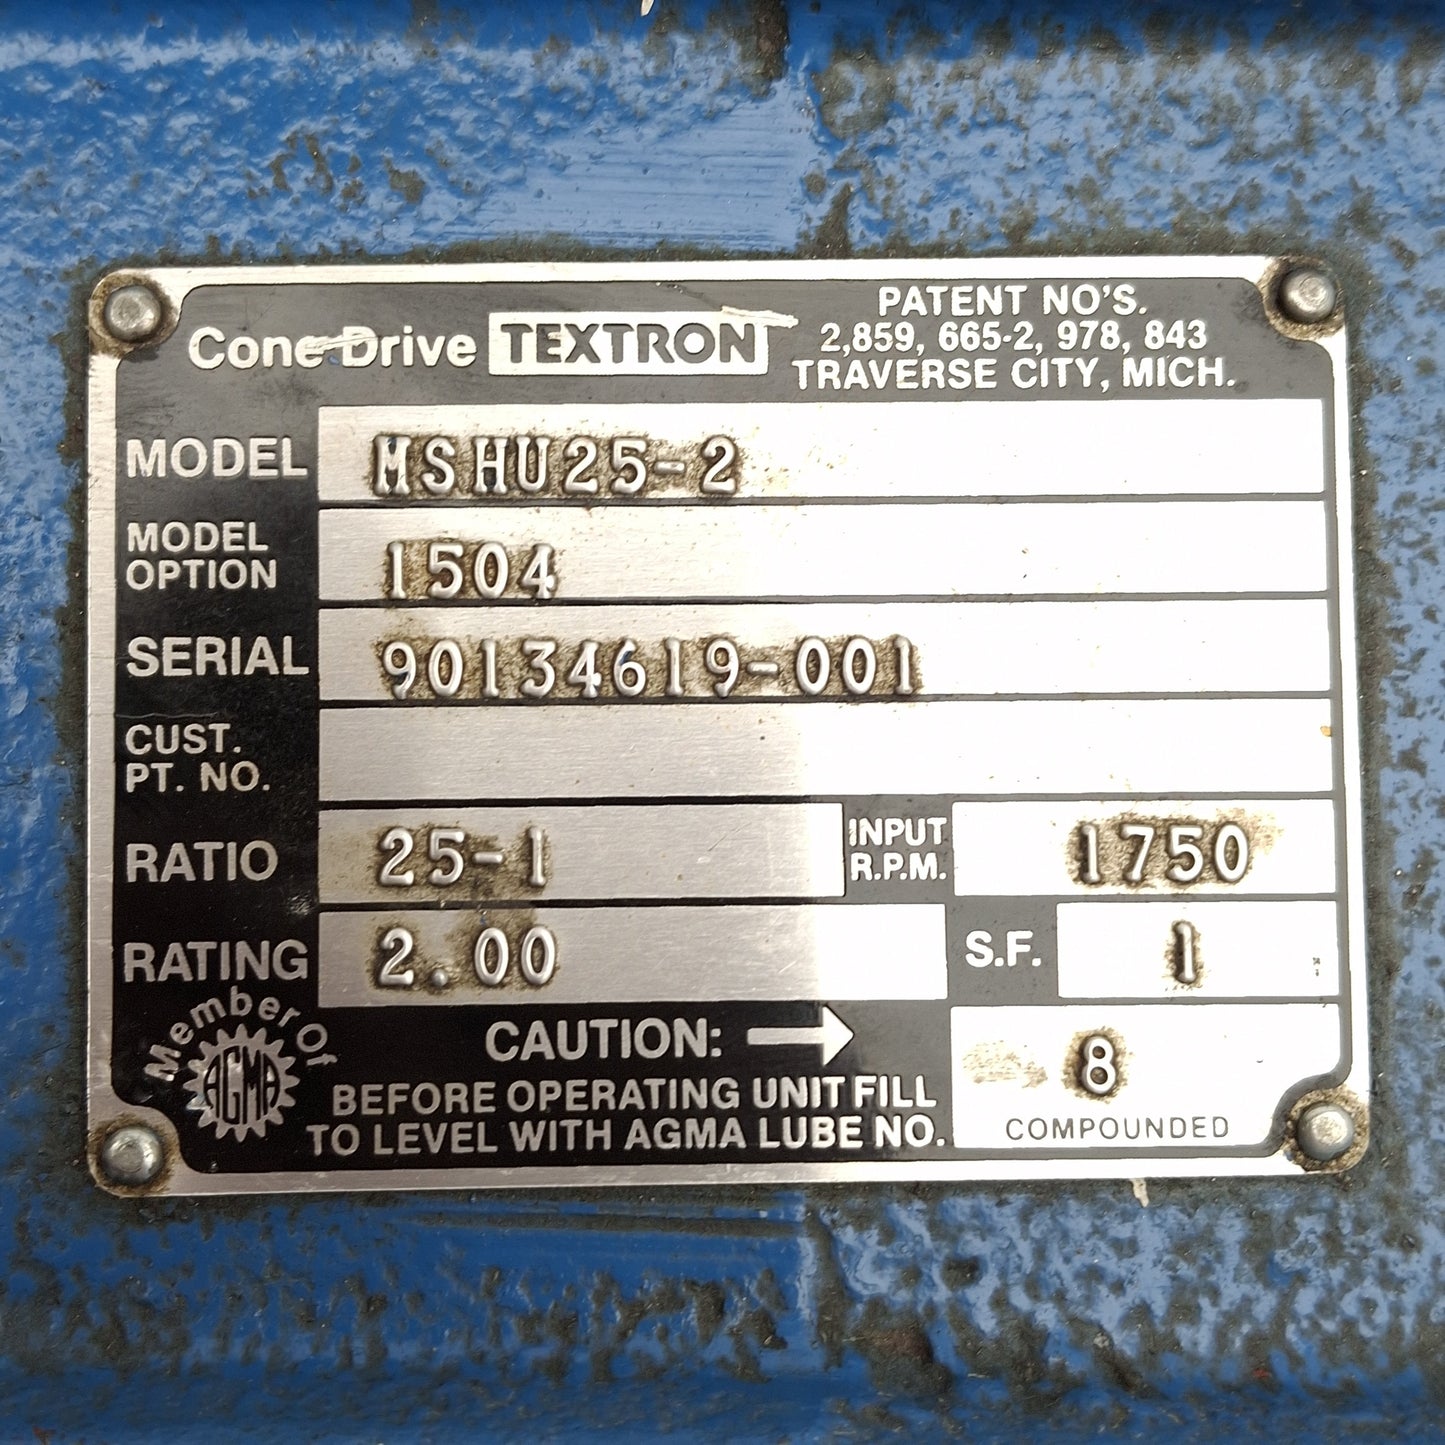 Cone Drive TEXTRON
PATENT NO'S.
2,859, 665-2, 978, 843
TRAVERSE CITY, MICH.
MODEL MSHU25-2
MODEL
OPTION 1504
SERIAL 90134619-001
CUST.
PT. NO.
RATIO 25-1 INPUT
R.P.M. 1750
RATING 2.00 S.F. 1
Member Of
AGMA
CAUTION:
BEFORE OPERATING UNIT FILL
TO LEVEL WITH AGMA LUBE NO.
8
COMPOUNDED